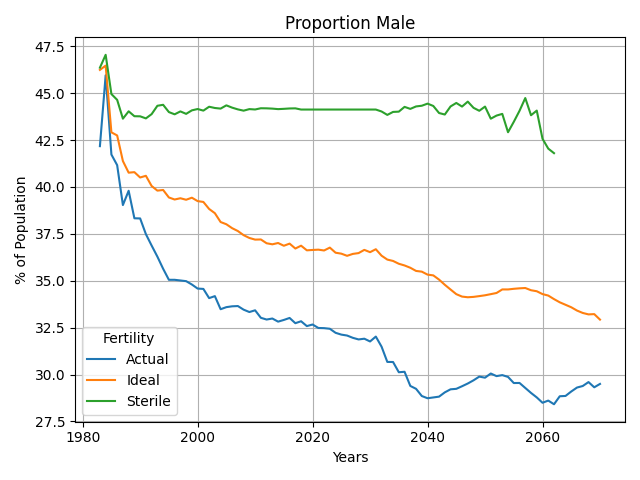 Proportion Male
% of Population
47.5
45.0
42.5
40.0
37.5
35.0
32.5
30.0
27.5
Fertility
Actual
Ideal
Sterile
1980
2000
2020
2040
2060
Years